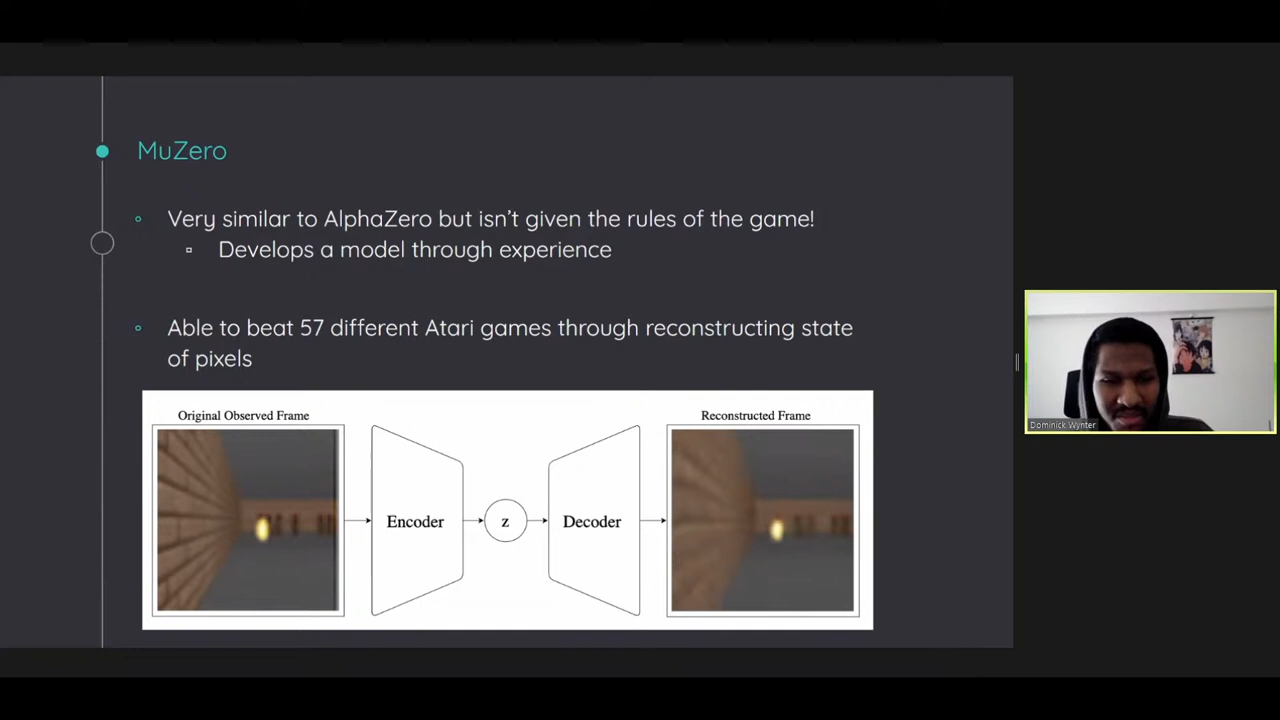 MuZero
Very similar to AlphaZero but isn't given the rules of the game!
Develops a model through experience
Able to beat 57 different Atari games through reconstructing state
of pixels
Original Observed Frame
Reconstructed Frame
Encoder
z
Decoder
Dominick Wynter